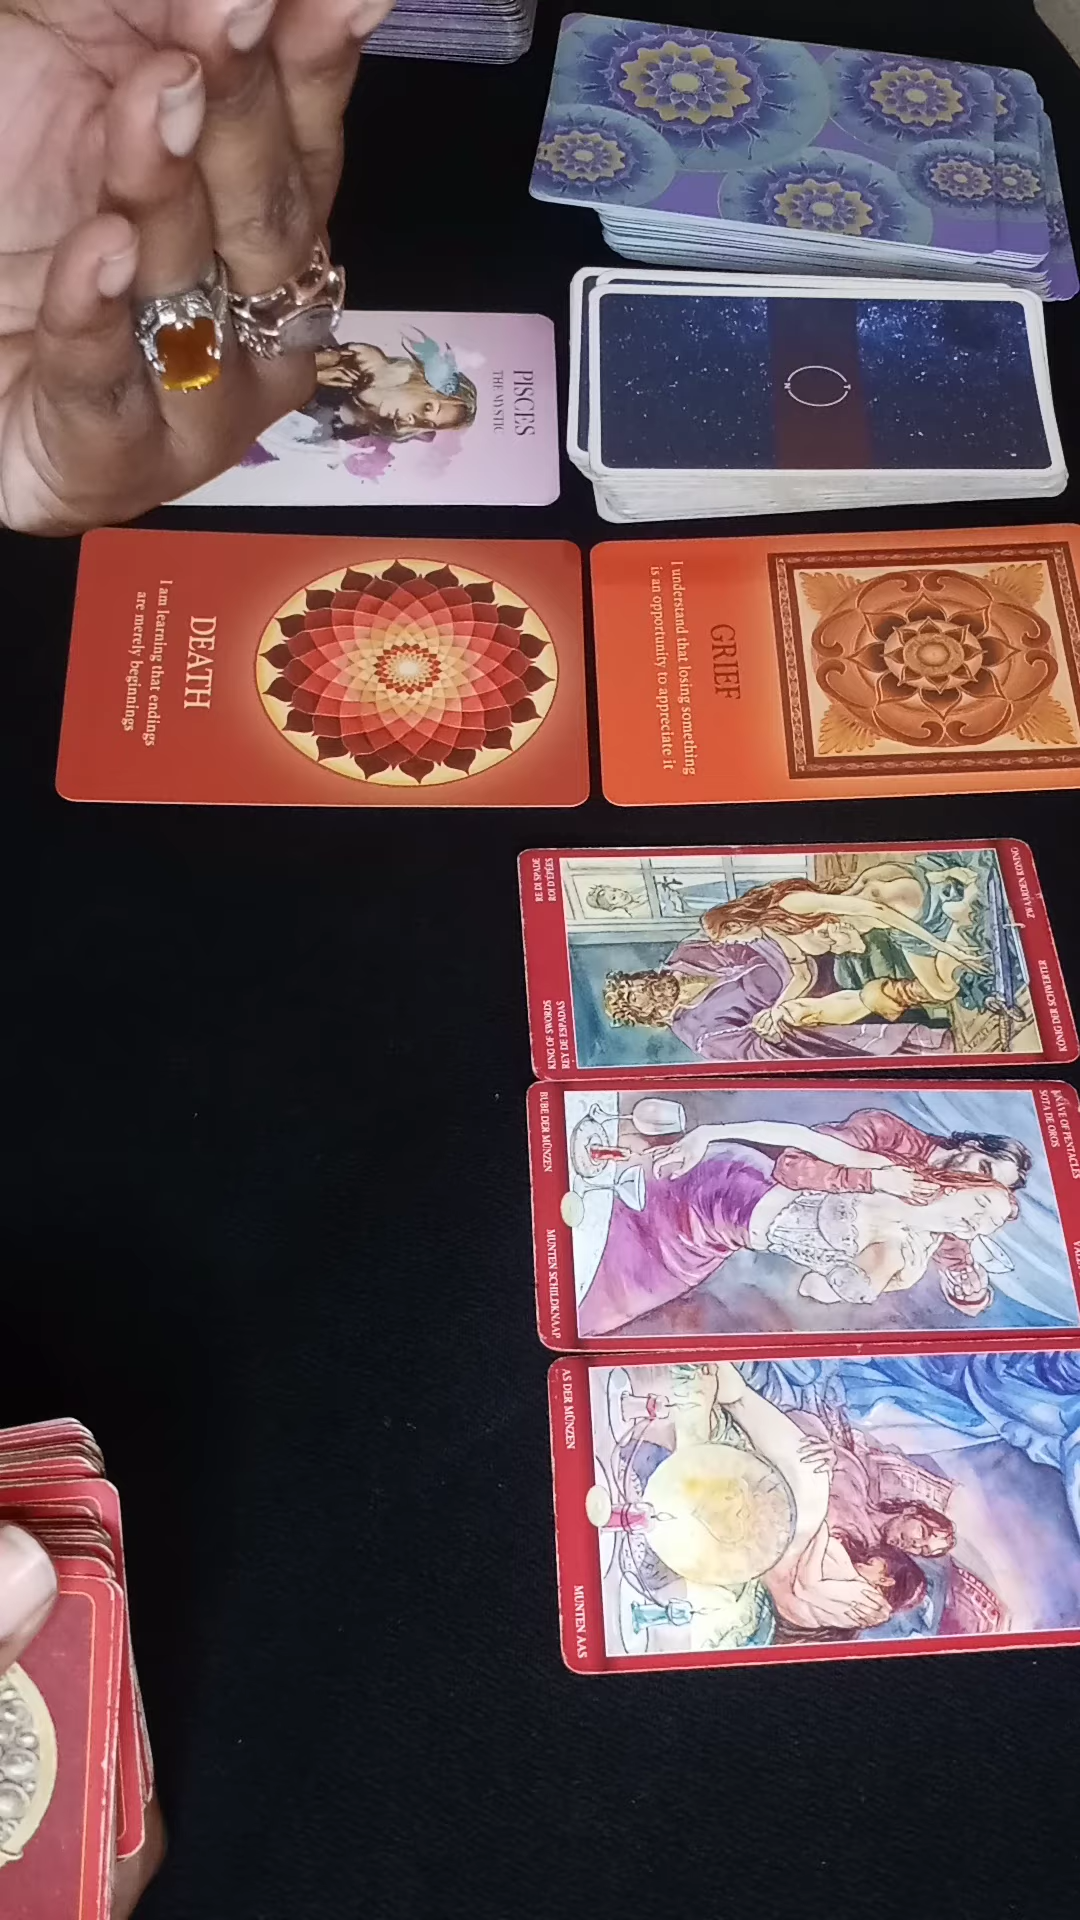 PISCES
THE MYSTIC
DEATH
I am learning that endings
are merely beginnings
GRIEF
I understand that losing something
is an opportunity to appreciate it
RE DI SPADE
ROI D'ÉPÉES
KING OF SWORDS
REY DE ESPADAS
ZWAARDEN KONING
KÖNIG DER SCHWERTER
BUBE DER MÜNZEN
MUNTEN SCHILDKNAAP
KNAVE OF PENTACLES
SOTA DE OROS
AS DER MÜNZEN
MUNTEN AAS